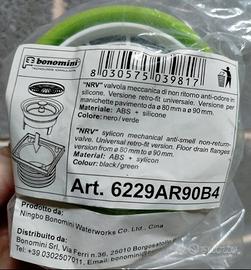 bonomini
8 030575 039817
"NRV" valvola meccanica di non ritorno anti-odore in
silicone. Universale retro-fit universale. Versione per
manichette pavimento da ø 80 mm a ø 90 mm.
Materiale: ABS + silicone
Colore: nero / verde
"NRV" sylicon mechanical anti-smell non-return
valve. Universal retro-fit version. Floor drain flanges
version from ø 80 mm to ø 90 mm.
Material: ABS + sylicon
Colour: black/green
Art. 6229AR90B4
Prodotto da:
Ningbo Bonomini Waterworks Co. Ltd., China
Distribuito da:
Bonomini Srl, Via Ferri n.36, 25010 Borgosatollo
Tel. +39 0302507011. Email: